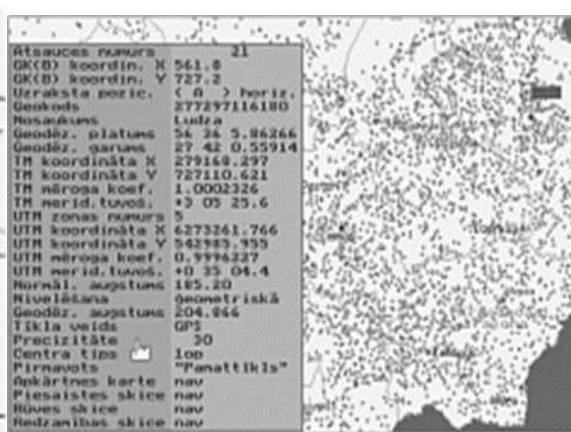 Atsauces numurs 21
GK(B) koordin. X 561.8
GK(B) koordin. Y 727.2
Uzraksta pozic. ( A ) horiz.
Ģeokods 277297116180
Nosaukums Ludza
Ģeodēz. platums 56 36 5.86266
Ģeodēz. garums 27 42 0.55914
TM koordināta X 279168.297
TM koordināta Y 727110.621
TM mēroga koef. 1.0002326
TM merid.tuvoš. +3 05 25.6
UTM zonas numurs 5
UTM koordināta X 6273261.766
UTM koordināta Y 542985.955
UTM mēroga koef. 0.9996227
UTM merid.tuvoš. +0 35 04.4
Normāl. augstums 185.20
Nivelēšana ģeometriskā
Ģeodēz. augstums 204.866
Tīkla veids GPS
Precizitāte 30
Centra tips 1op
Pirmavots "Pamattīkls"
Apkārtnes karte nav
Piesaistes skice nav
Būves skice nav
Redzamības skice nav